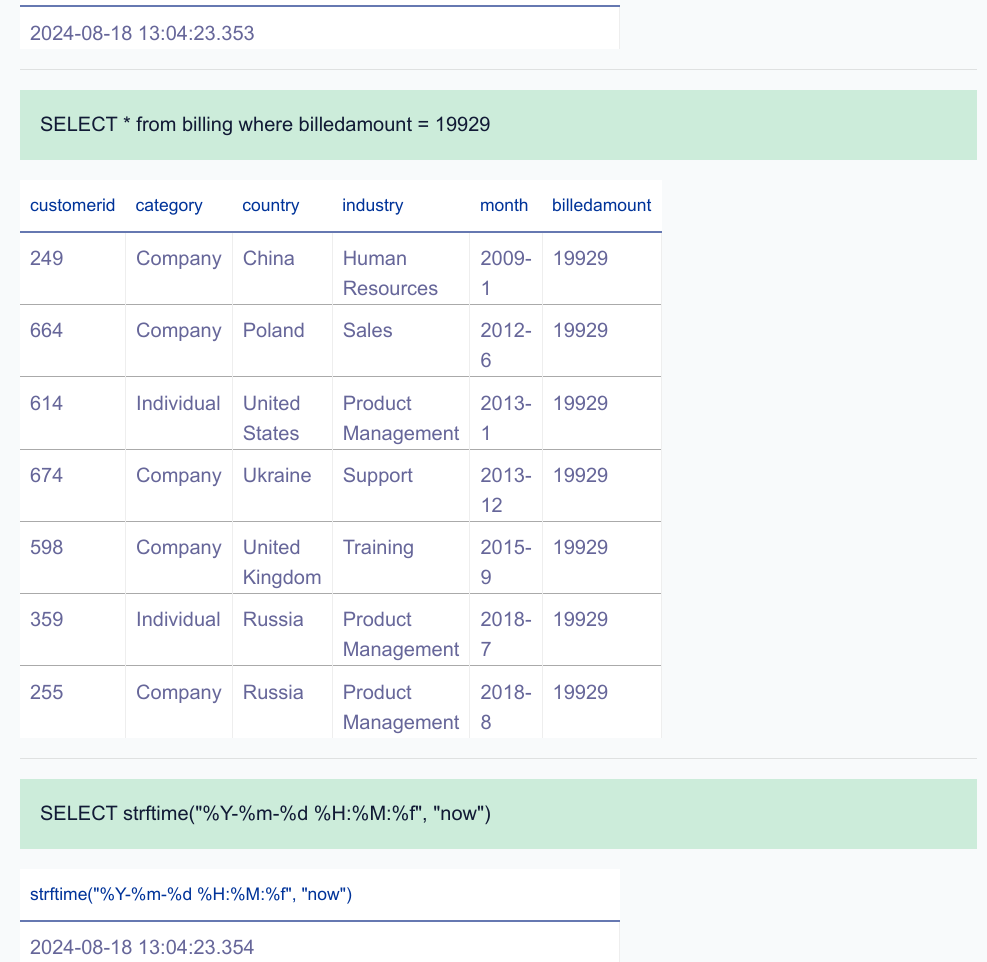 2024-08-18 13:04:23.353
SELECT * from billing where billedamount = 19929
customerid category country industry month billedamount
249 Company China Human 2009- 19929
Resources 1
664 Company Poland Sales 2012- 19929
6
614 Individual United Product 2013- 19929
States Management 1
674 Company Ukraine Support 2013- 19929
12
598 Company United Training 2015- 19929
Kingdom 9
359 Individual Russia Product 2018- 19929
Management 7
255 Company Russia Product 2018- 19929
Management 8
SELECT strftime("%Y-%m-%d %H:%M:%f", "now")
strftime("%Y-%m-%d %H:%M:%f", "now")
2024-08-18 13:04:23.354